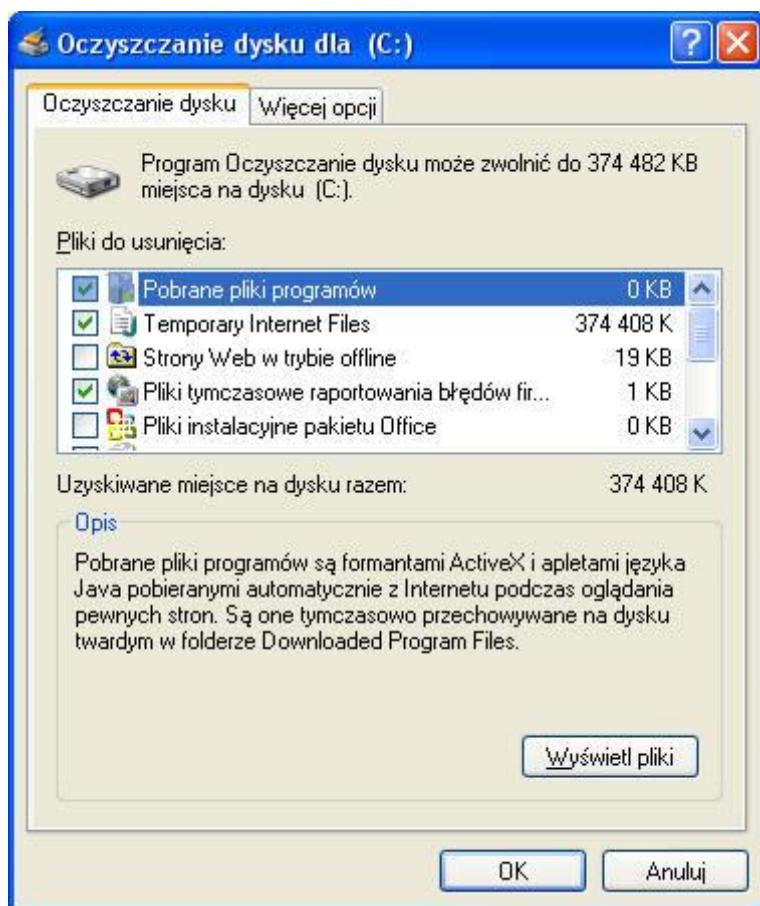 Oczyszczanie dysku dla (C:)
Oczyszczanie dysku
Więcej opcji
Program Oczyszczanie dysku może zwolnić do 374 482 KB
miejsca na dysku (C:).
Pliki do usunięcia:
Pobrane pliki programów 0 KB
Temporary Internet Files 374 408 K
Strony Web w trybie offline 19 KB
Pliki tymczasowe raportowania błędów fir... 1 KB
Pliki instalacyjne pakietu Office 0 KB
Uzyskiwane miejsce na dysku razem: 374 408 K
Opis
Pobrane pliki programów są formantami ActiveX i apletami języka
Java pobieranymi automatycznie z Internetu podczas oglądania
pewnych stron. Są one tymczasowo przechowywane na dysku
twardym w folderze Downloaded Program Files.
Wyświetl pliki
OK Anuluj